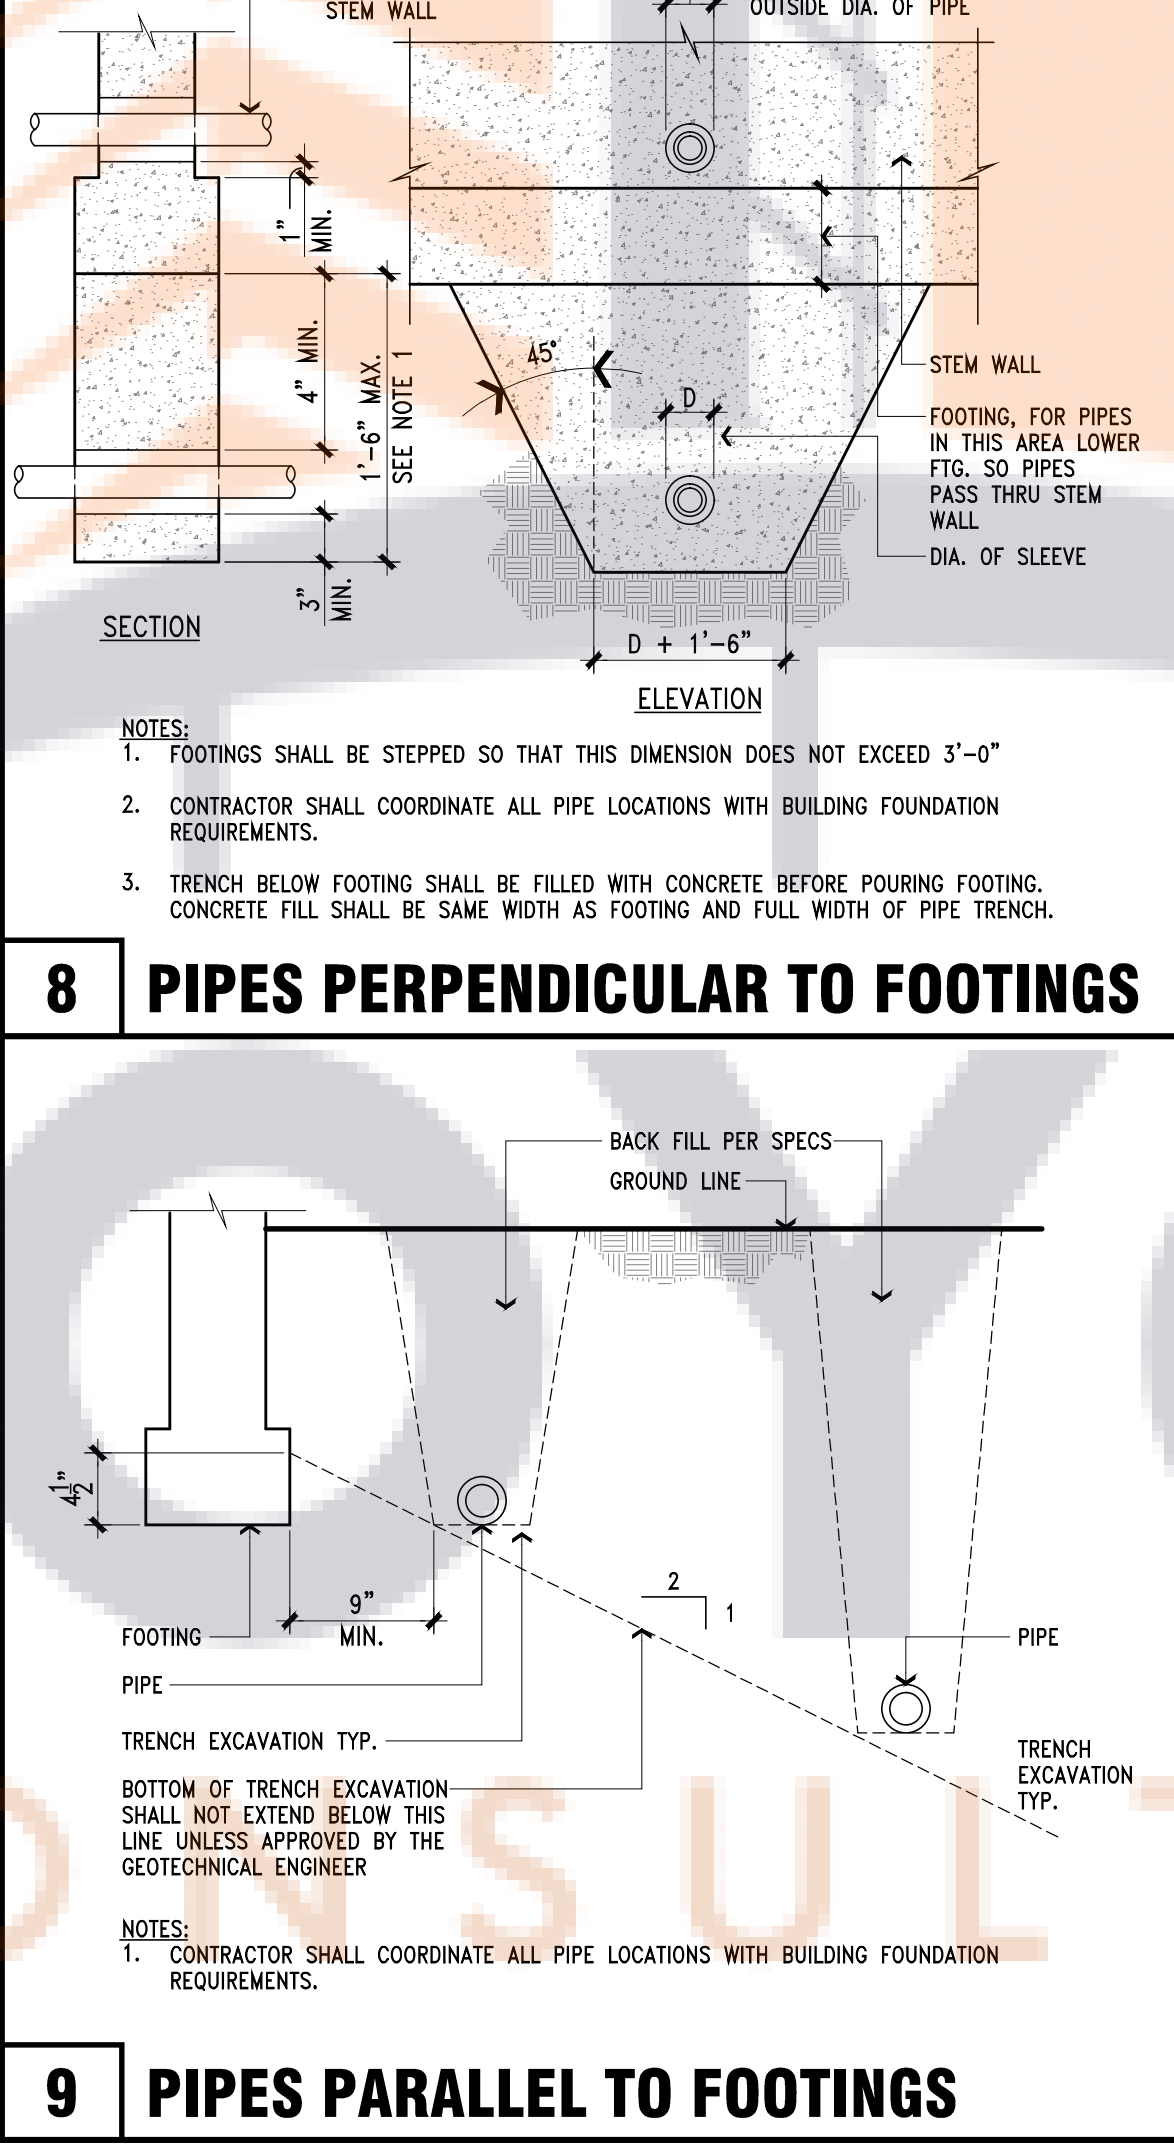 STEM WALL
OUTSIDE DIA. OF PIPE
1"
MIN.
4" MIN.
1'-6" MAX.
SEE NOTE 1
3"
MIN.
SECTION
45°
D
STEM WALL
FOOTING, FOR PIPES
IN THIS AREA LOWER
FTG. SO PIPES
PASS THRU STEM
WALL
DIA. OF SLEEVE
D + 1'-6"
ELEVATION
NOTES:
1. FOOTINGS SHALL BE STEPPED SO THAT THIS DIMENSION DOES NOT EXCEED 3'-0"
2. CONTRACTOR SHALL COORDINATE ALL PIPE LOCATIONS WITH BUILDING FOUNDATION
REQUIREMENTS.
3. TRENCH BELOW FOOTING SHALL BE FILLED WITH CONCRETE BEFORE POURING FOOTING.
CONCRETE FILL SHALL BE SAME WIDTH AS FOOTING AND FULL WIDTH OF PIPE TRENCH.
8 PIPES PERPENDICULAR TO FOOTINGS
BACK FILL PER SPECS
GROUND LINE
4 1/2"
9"
MIN.
2
1
FOOTING
PIPE
PIPE
TRENCH EXCAVATION TYP.
TRENCH
EXCAVATION
TYP.
BOTTOM OF TRENCH EXCAVATION
SHALL NOT EXTEND BELOW THIS
LINE UNLESS APPROVED BY THE
GEOTECHNICAL ENGINEER
NOTES:
1. CONTRACTOR SHALL COORDINATE ALL PIPE LOCATIONS WITH BUILDING FOUNDATION
REQUIREMENTS.
9 PIPES PARALLEL TO FOOTINGS